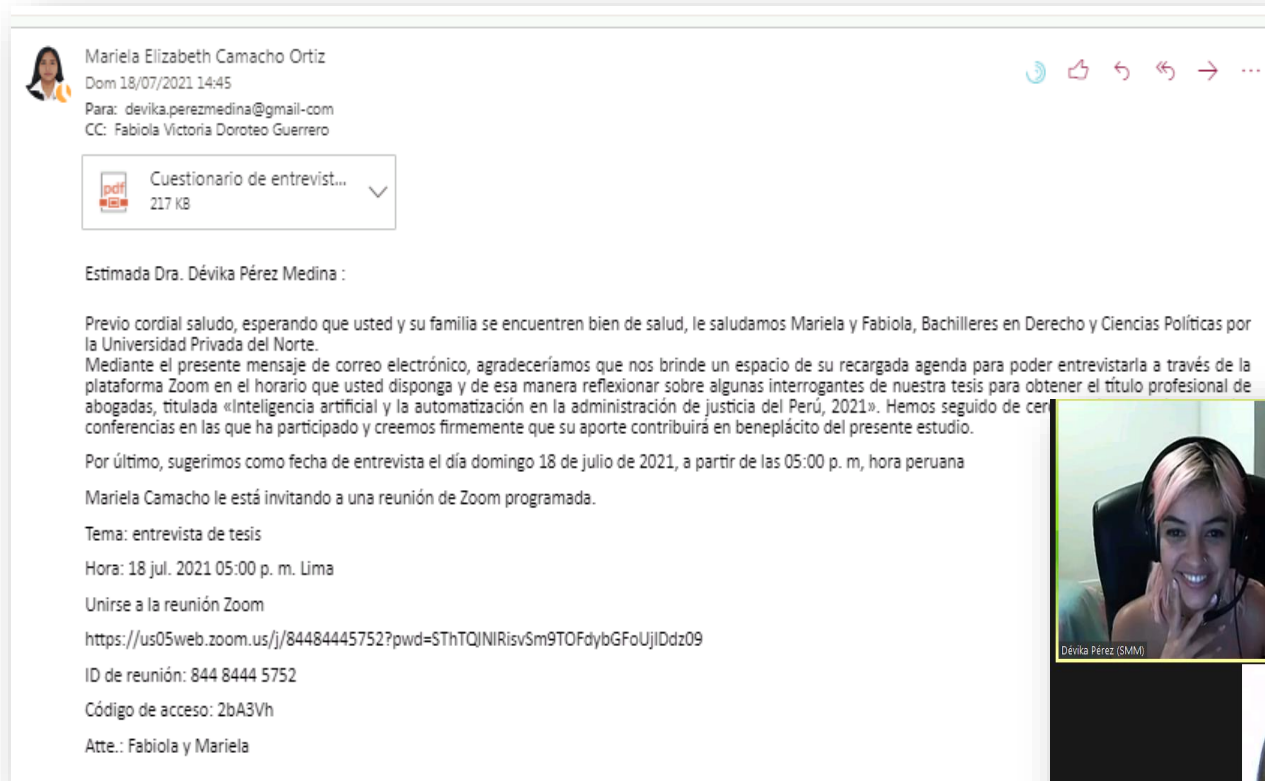 Mariela Elizabeth Camacho Ortiz
Dom 18/07/2021 14:45
Para: devika.perezmedina@gmail-com
CC: Fabiola Victoria Doroteo Guerrero
pdf
Cuestionario de entrevist...
217 KB
Estimada Dra. Dévika Pérez Medina :
Previo cordial saludo, esperando que usted y su familia se encuentren bien de salud, le saludamos Mariela y Fabiola, Bachilleres en Derecho y Ciencias Políticas por
la Universidad Privada del Norte.
Mediante el presente mensaje de correo electrónico, agradeceríamos que nos brinde un espacio de su recargada agenda para poder entrevistarla a través de la
plataforma Zoom en el horario que usted disponga y de esa manera reflexionar sobre algunas interrogantes de nuestra tesis para obtener el título profesional de
abogadas, titulada «Inteligencia artificial y la automatización en la administración de justicia del Perú, 2021». Hemos seguido de cer
conferencias en las que ha participado y creemos firmemente que su aporte contribuirá en beneplácito del presente estudio.
Por último, sugerimos como fecha de entrevista el día domingo 18 de julio de 2021, a partir de las 05:00 p. m, hora peruana
Mariela Camacho le está invitando a una reunión de Zoom programada.
Tema: entrevista de tesis
Hora: 18 jul. 2021 05:00 p. m. Lima
Unirse a la reunión Zoom
https://us05web.zoom.us/j/84484445752?pwd=SThTQlNIRisvSm9TOFdybGFoUjlDdz09
ID de reunión: 844 8444 5752
Código de acceso: 2bA3Vh
Atte.: Fabiola y Mariela
Dévika Pérez (SMM)